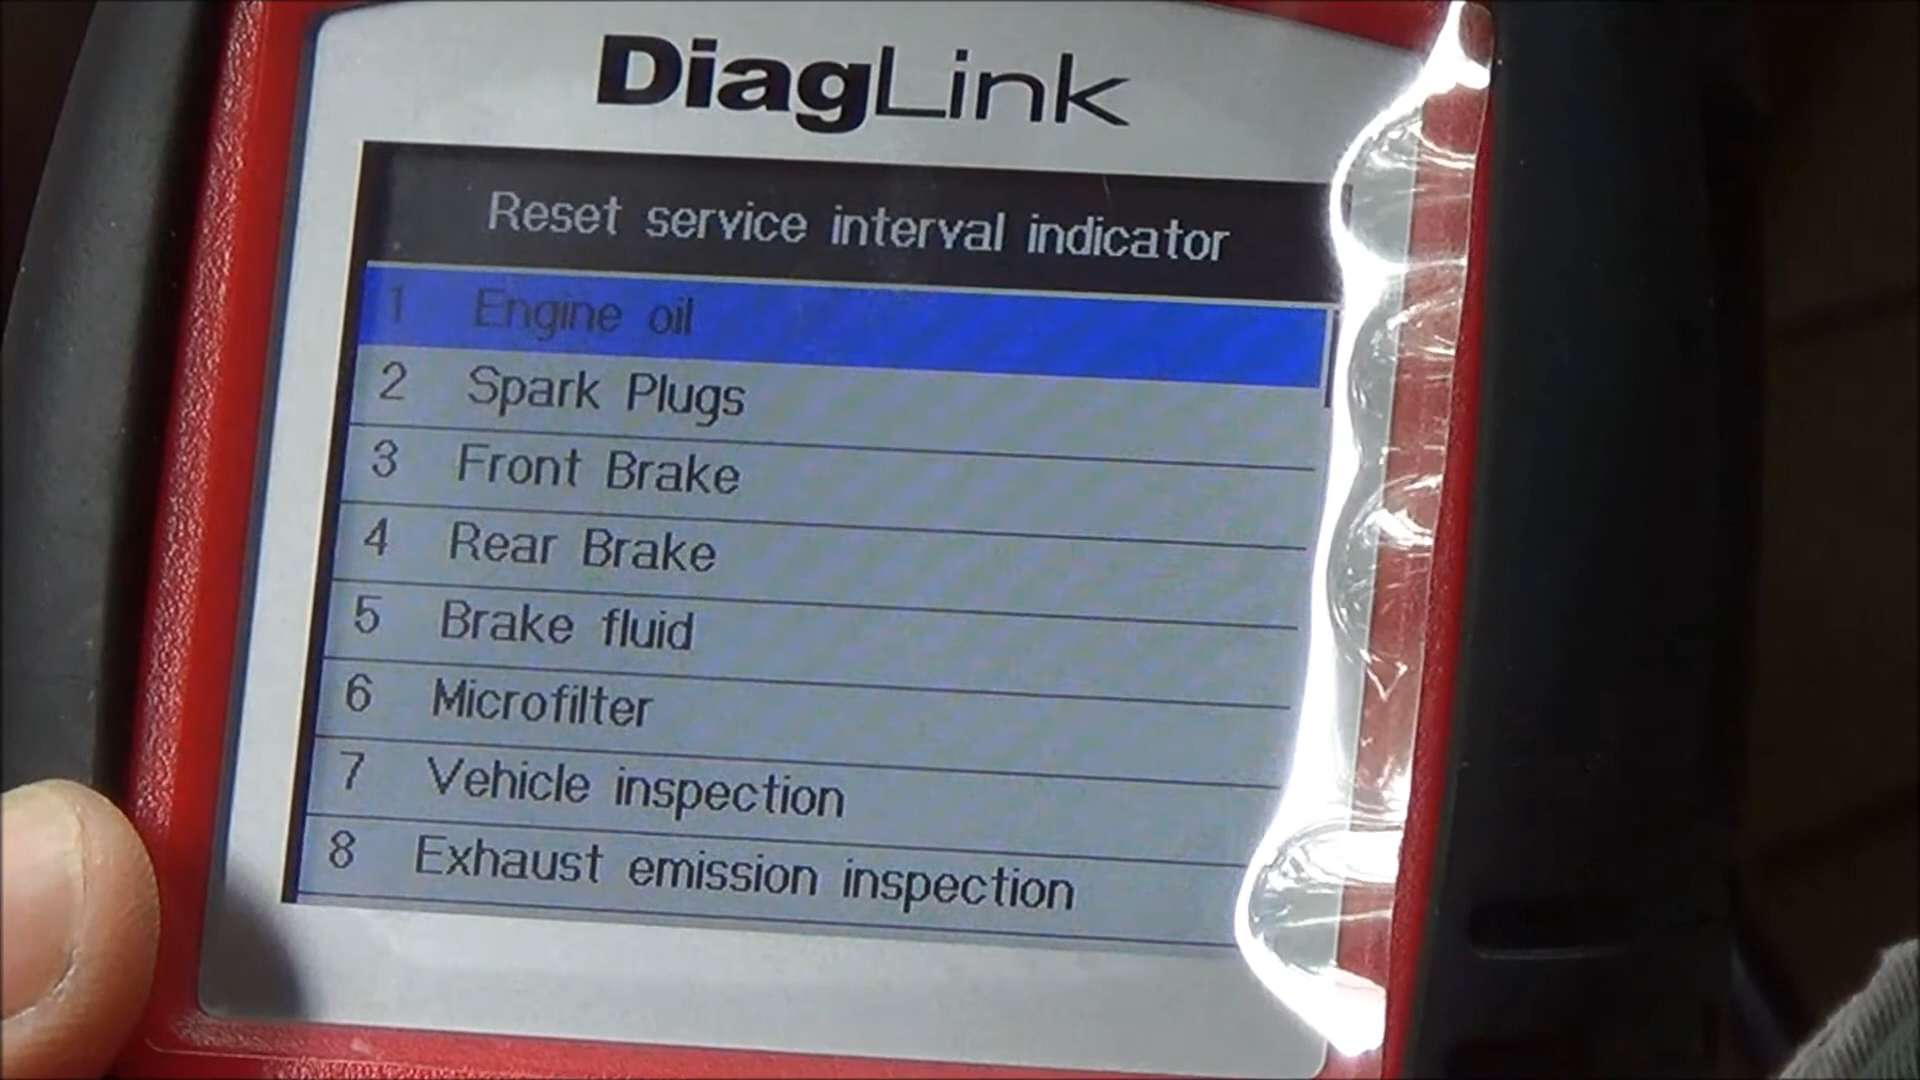 DiagLink
Reset service interval indicator
1 Engine oil
2 Spark Plugs
3 Front Brake
4 Rear Brake
5 Brake fluid
6 Microfilter
7 Vehicle inspection
8 Exhaust emission inspection